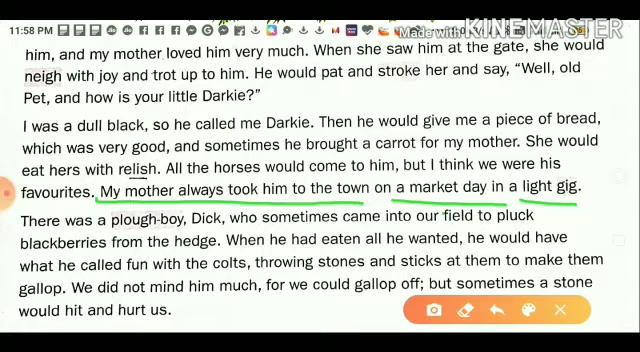 11:58 PM
Made with KINEMASTER
him, and my mother loved him very much. When she saw him at the gate, she would
neigh with joy and trot up to him. He would pat and stroke her and say, “Well, old
Pet, and how is your little Darkie?”
I was a dull black, so he called me Darkie. Then he would give me a piece of bread,
which was very good, and sometimes he brought a carrot for my mother. She would
eat hers with relish. All the horses would come to him, but I think we were his
favourites. My mother always took him to the town on a market day in a light gig.
There was a plough-boy, Dick, who sometimes came into our field to pluck
blackberries from the hedge. When he had eaten all he wanted, he would have
what he called fun with the colts, throwing stones and sticks at them to make them
gallop. We did not mind him much, for we could gallop off; but sometimes a stone
would hit and hurt us.